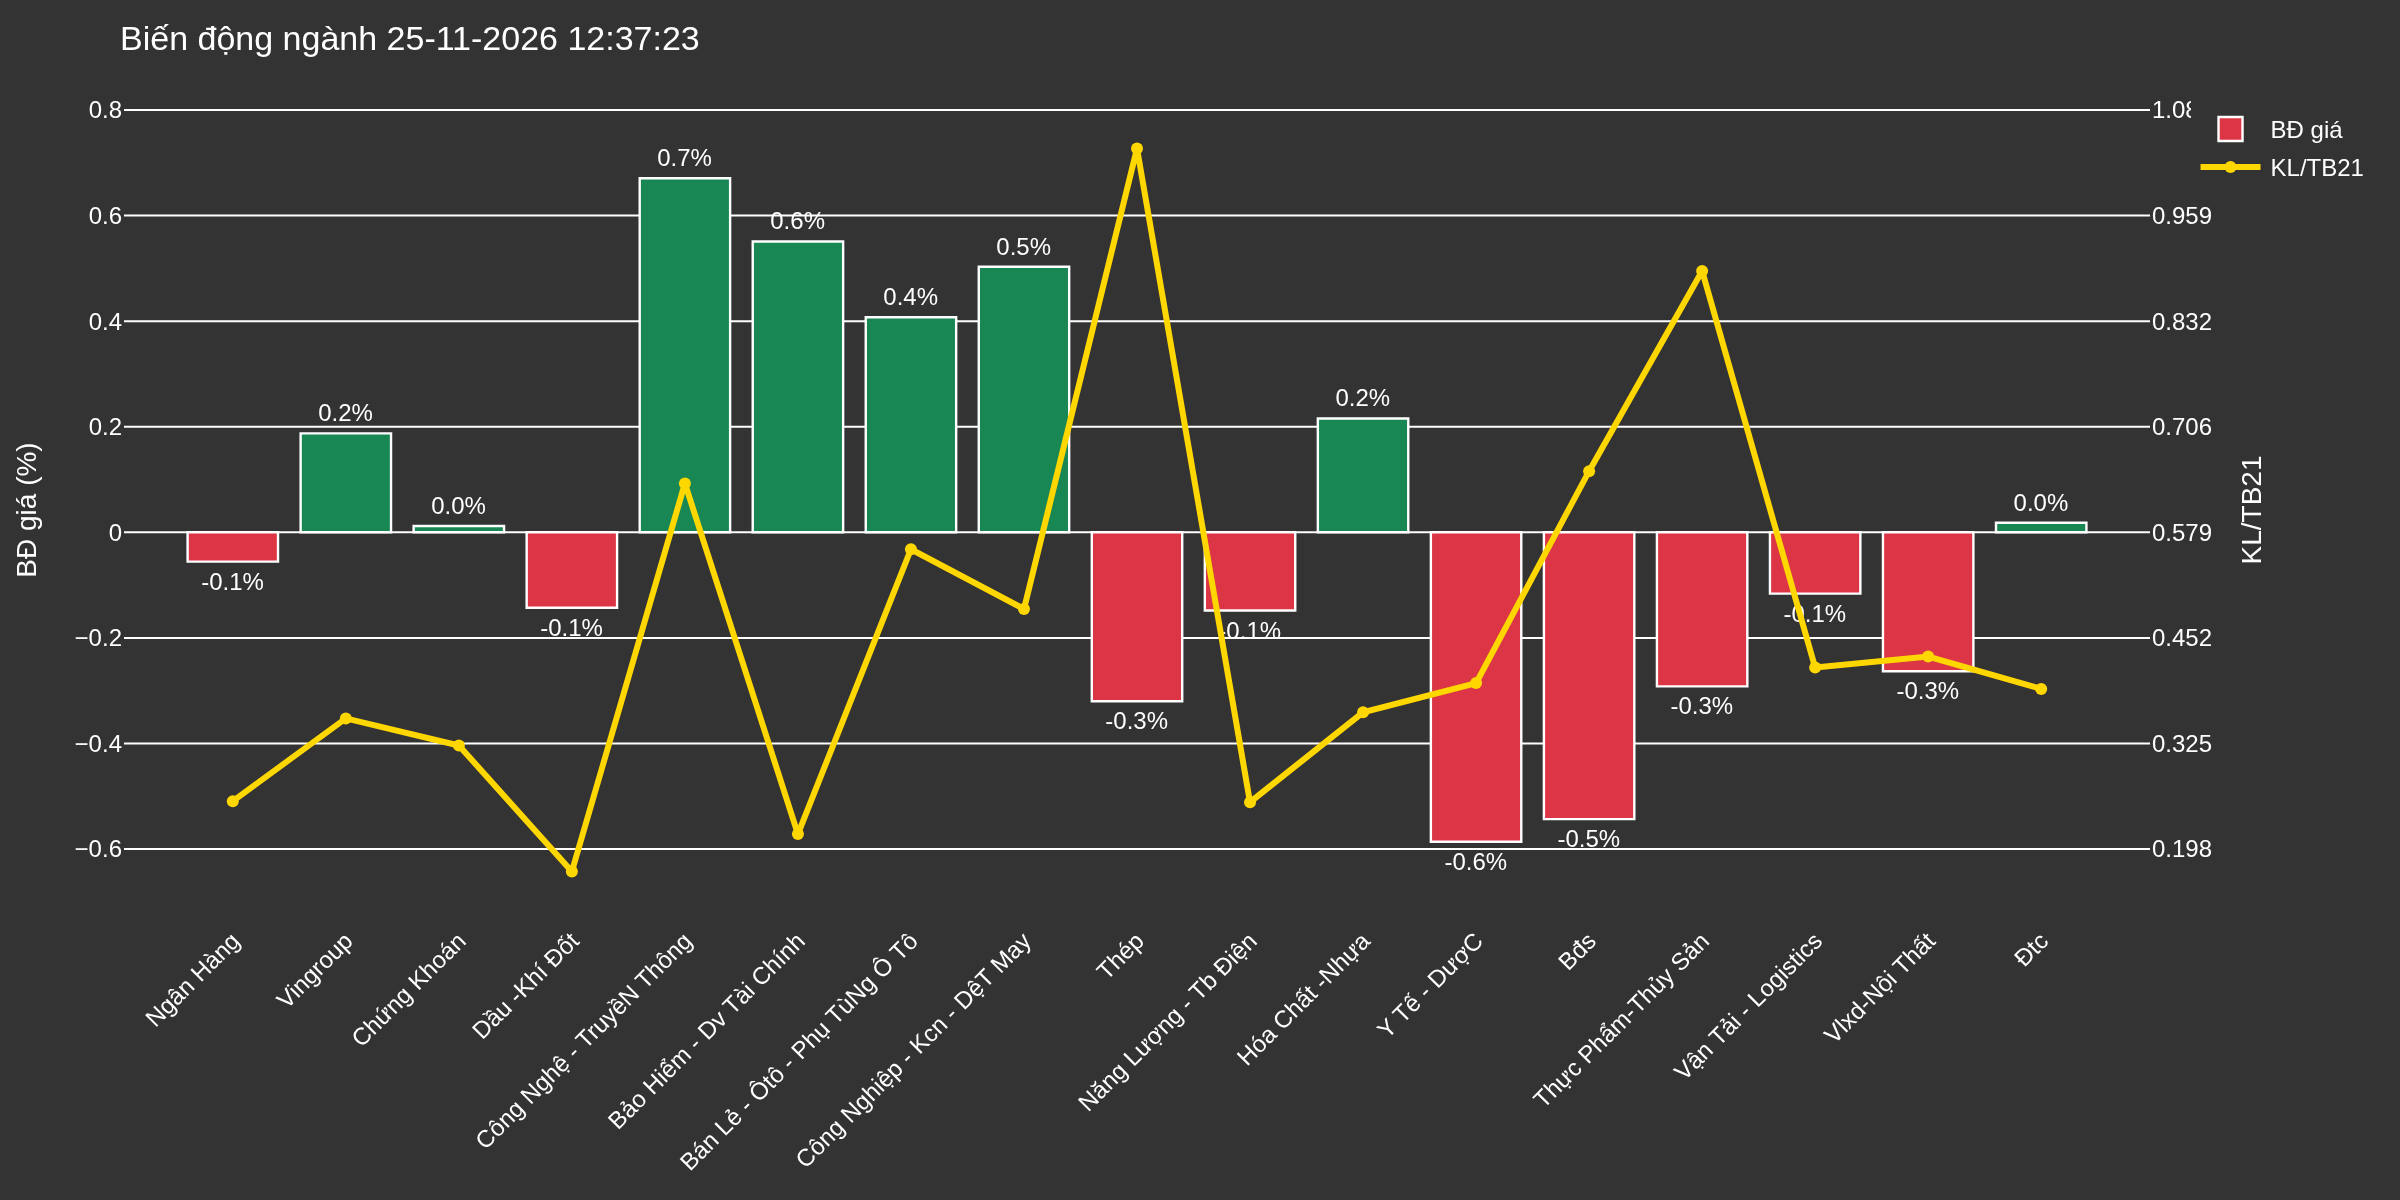 Biến động ngành 25-11-2026 12:37:23
BĐ giá
KL/TB21
0.8
0.6
0.4
0.2
0
−0.2
−0.4
−0.6
BĐ giá (%)
-0.1%
0.2%
0.0%
-0.1%
0.7%
0.6%
0.4%
0.5%
-0.3%
-0.1%
0.2%
-0.6%
-0.5%
-0.3%
-0.1%
-0.3%
0.0%
1.08
0.959
0.832
0.706
0.579
0.452
0.325
0.198
KL/TB21
Ngân Hàng
Vingroup
Chứng Khoán
Dầu -Khí Đốt
Công Nghệ - TruyềN Thông
Bảo Hiểm - Dv Tài Chính
Bán Lẻ - Ôtô - Phụ TùNg Ô Tô
Công Nghiệp - Kcn - DệT May
Thép
Năng Lượng - Tb Điện
Hóa Chất -Nhựa
Y Tế - DượC
Bđs
Thực Phẩm-Thủy Sản
Vận Tải - Logistics
Vlxd-Nội Thất
Đtc